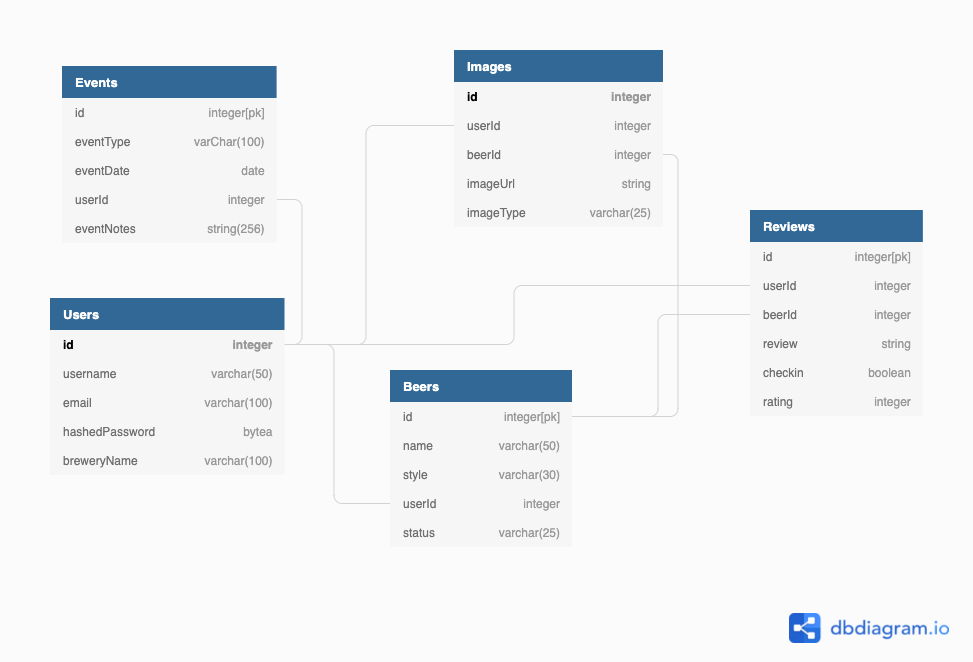 Events
id integer[pk]
eventType varChar(100)
eventDate date
userId integer
eventNotes string(256)
Images
id integer
userId integer
beerId integer
imageUrl string
imageType varchar(25)
Reviews
id integer[pk]
userId integer
beerId integer
review string
checkin boolean
rating integer
Users
id integer
username varchar(50)
email varchar(100)
hashedPassword bytea
breweryName varchar(100)
Beers
id integer[pk]
name varchar(50)
style varchar(30)
userId integer
status varchar(25)
dbdiagram.io